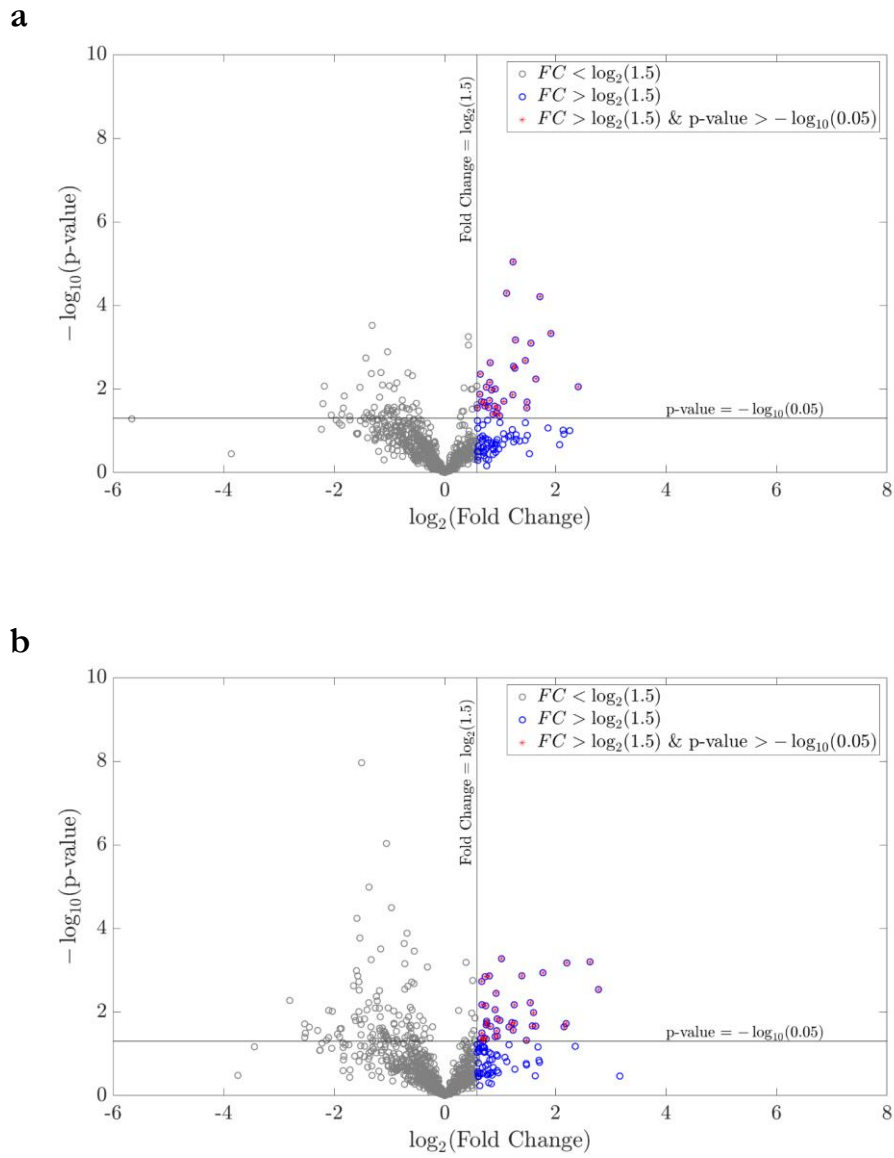 a
10
8
6
4
2
0
-6
-4
-2
0
2
4
6
8
− log₁₀(p-value)
log₂(Fold Change)
Fold Change = log₂(1.5)
p-value = − log₁₀(0.05)
FC < log₂(1.5)
FC > log₂(1.5)
FC > log₂(1.5) & p-value > − log₁₀(0.05)
b
10
8
6
4
2
0
-6
-4
-2
0
2
4
6
8
− log₁₀(p-value)
log₂(Fold Change)
Fold Change = log₂(1.5)
p-value = − log₁₀(0.05)
FC < log₂(1.5)
FC > log₂(1.5)
FC > log₂(1.5) & p-value > − log₁₀(0.05)